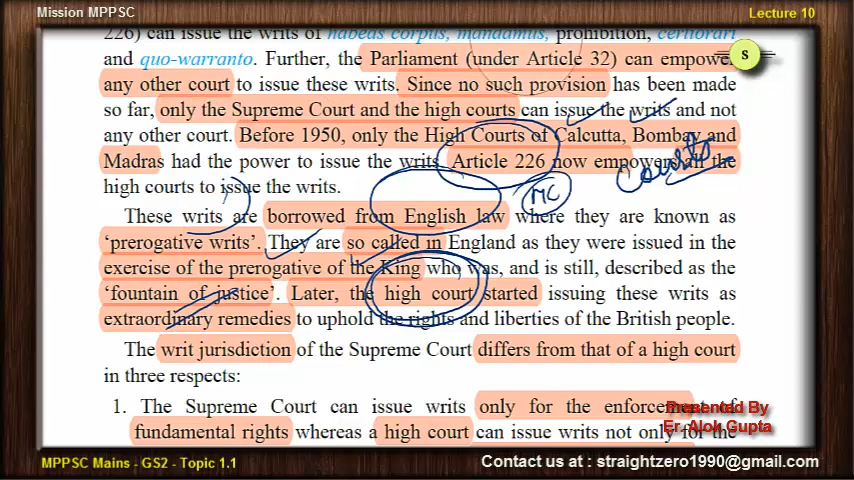 Mission MPPSC
Lecture 10
226) can issue the writs of habeas corpus, mandamus, prohibition, certiorari
8
and quo-warranto. Further, the Parliament (under Article 32) can empower
any other court to issue these writs. Since no such provision has been made
so far, only the Supreme Court and the high courts can issue the writs and not
any other court. Before 1950, only the High Courts of Calcutta, Bombay and
Madras had the power to issue the writs. Article 226 now empowers all the
Courts
high courts to issue the writs.
HC
These writs are borrowed from English law where they are known as
‘prerogative writs’. They are so called in England as they were issued in the
exercise of the prerogative of the King who was, and is still, described as the
‘fountain of justice’. Later, the high court started issuing these writs as
extraordinary remedies to uphold the rights and liberties of the British people.
The writ jurisdiction of the Supreme Court differs from that of a high court
in three respects:
1. The Supreme Court can issue writs only for the enforcement of
fundamental rights whereas a high court can issue writs not only for the
Presented By
Er. Alok Gupta
MPPSC Mains - GS2 - Topic 1.1
Contact us at : straightzero1990@gmail.com